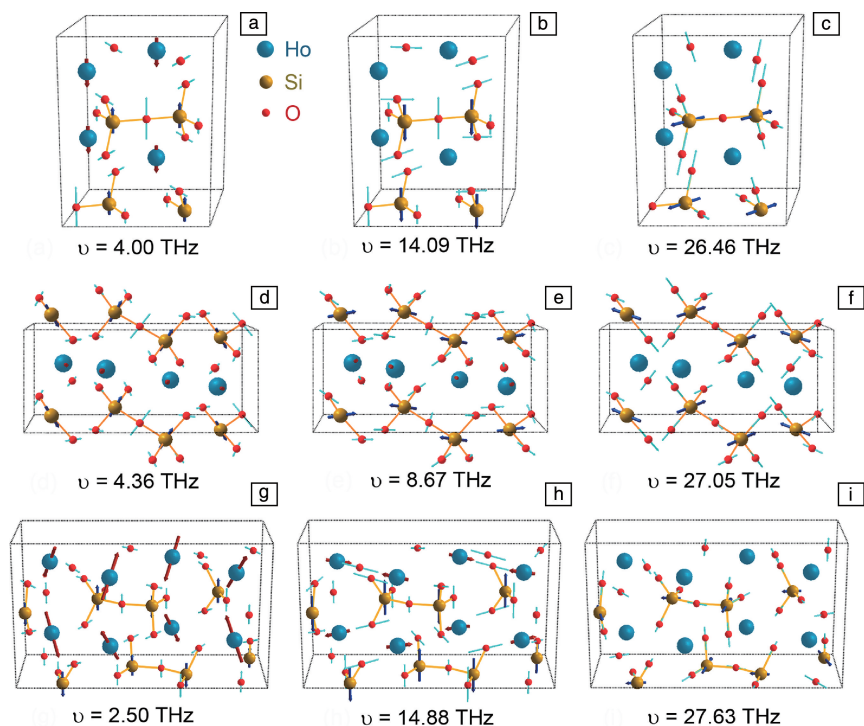 a
b
c
Ho
Si
O
(a) υ = 4.00 THz
(b) υ = 14.09 THz
(c) υ = 26.46 THz
d
e
f
(d) υ = 4.36 THz
(e) υ = 8.67 THz
(f) υ = 27.05 THz
g
h
i
(g) υ = 2.50 THz
(h) υ = 14.88 THz
(i) υ = 27.63 THz